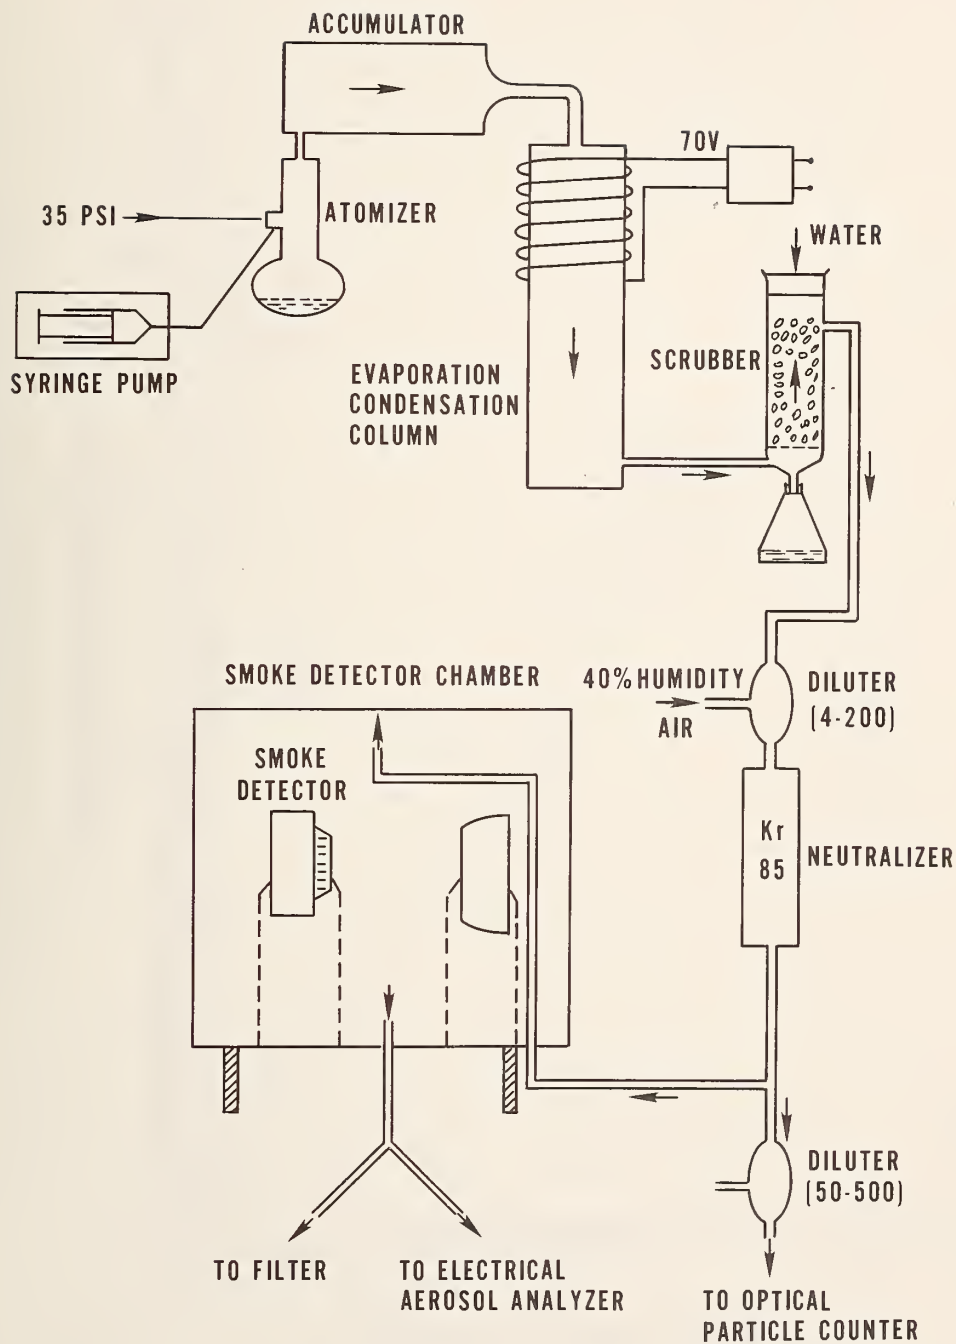 ACCUMULATOR
70V
35 PSI
ATOMIZER
WATER
SYRINGE PUMP
EVAPORATION
CONDENSATION
COLUMN
SCRUBBER
SMOKE DETECTOR CHAMBER
40% HUMIDITY
AIR
DILUTER
(4-200)
SMOKE
DETECTOR
Kr
85
NEUTRALIZER
DILUTER
(50-500)
TO FILTER
TO ELECTRICAL
AEROSOL ANALYZER
TO OPTICAL
PARTICLE COUNTER